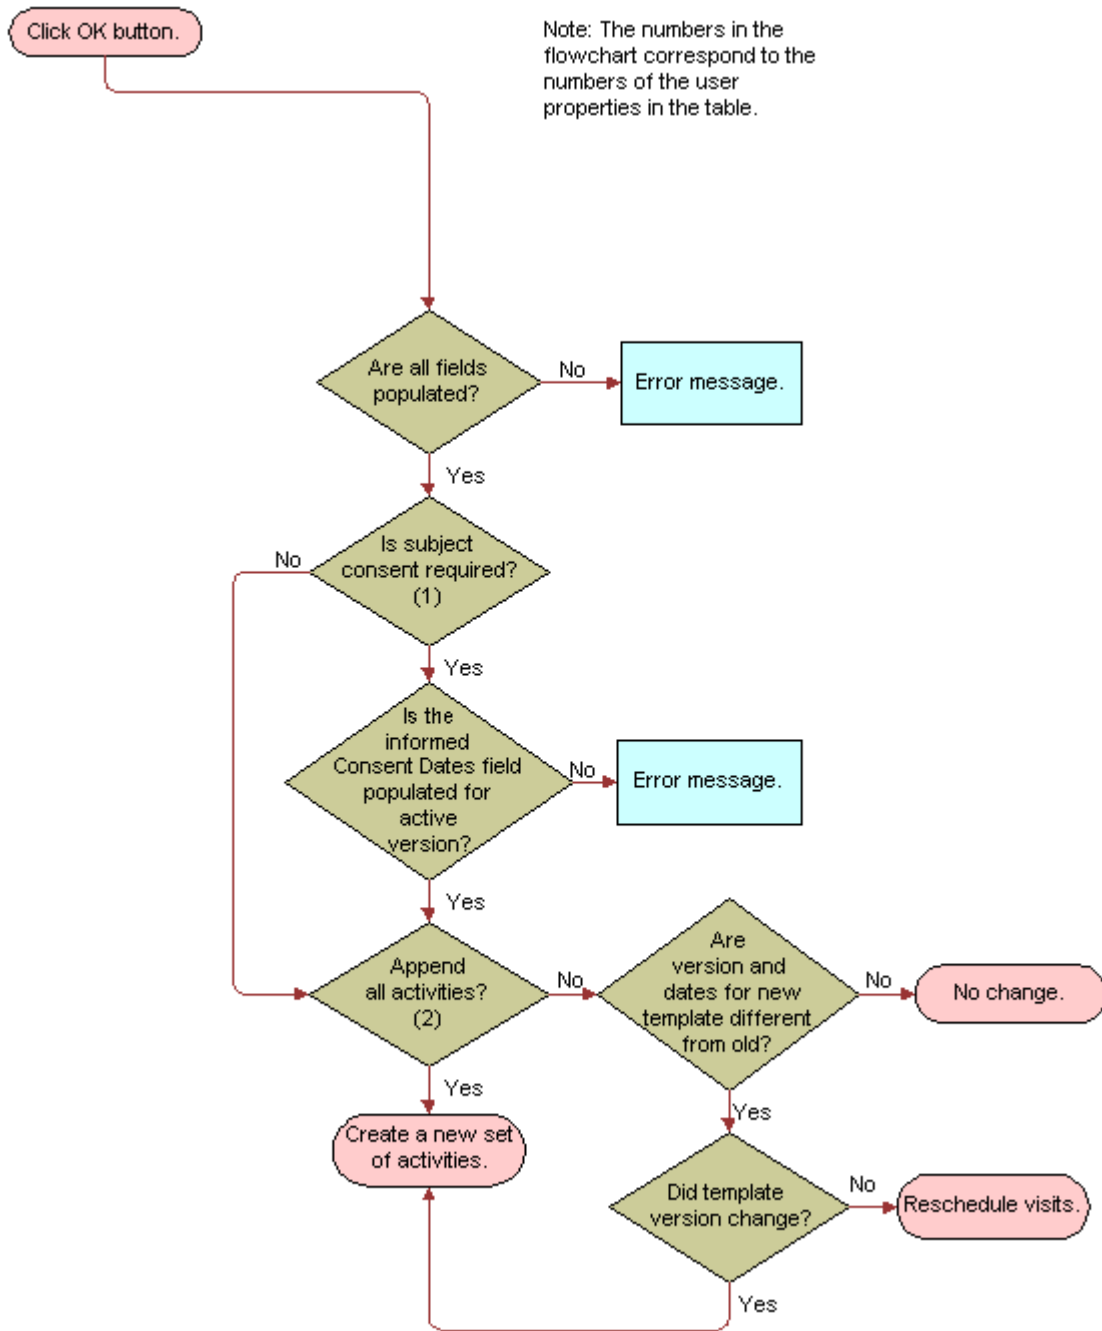 Click OK button.
Note: The numbers in the
flowchart correspond to the
numbers of the user
properties in the table.
Are all fields
populated?
No
Error message.
Yes
Is subject
consent required?
(1)
No
Yes
Is the
informed
Consent Dates field
populated for
active
version?
No
Error message.
Yes
Append
all activities?
(2)
No
Are
version and
dates for new
template different
from old?
No
No change.
Yes
Create a new set
of activities.
Yes
Did template
version change?
No
Reschedule visits.
Yes